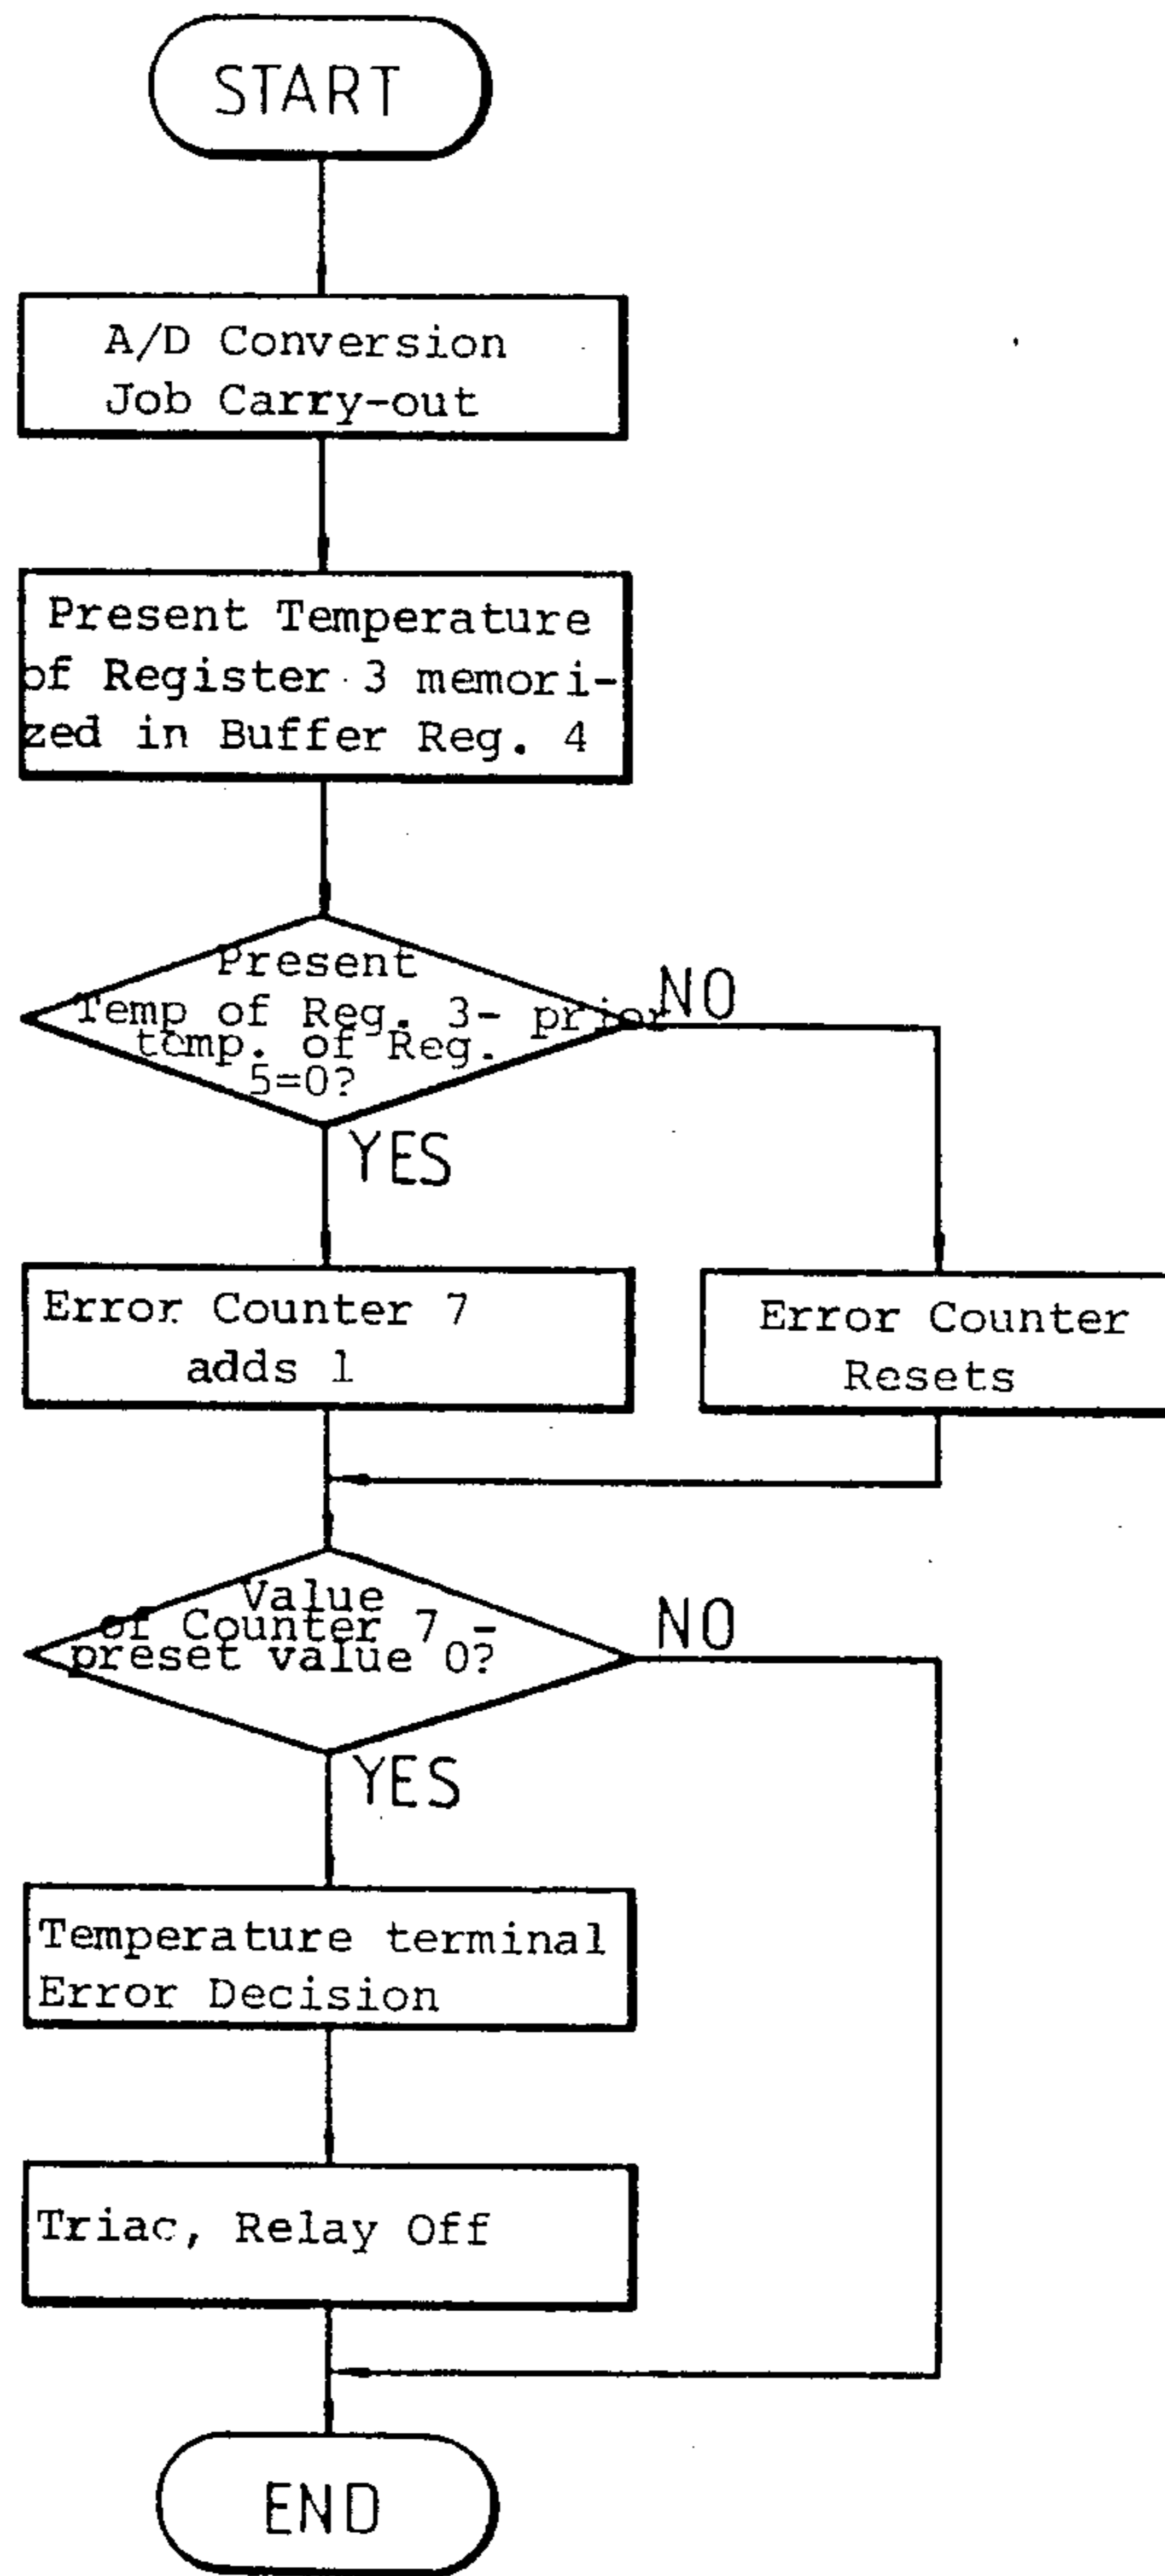 START
A/D Conversion
Job Carry-out
Present Temperature
of Register 3 memori-
zed in Buffer Reg. 4
Present
Temp of Reg. 3- prior
temp. of Reg.
5=0?
NO
YES
Error Counter 7
adds 1
Error Counter
Resets
Value
of Counter 7 -
preset value 0?
NO
YES
Temperature terminal
Error Decision
Triac, Relay Off
END